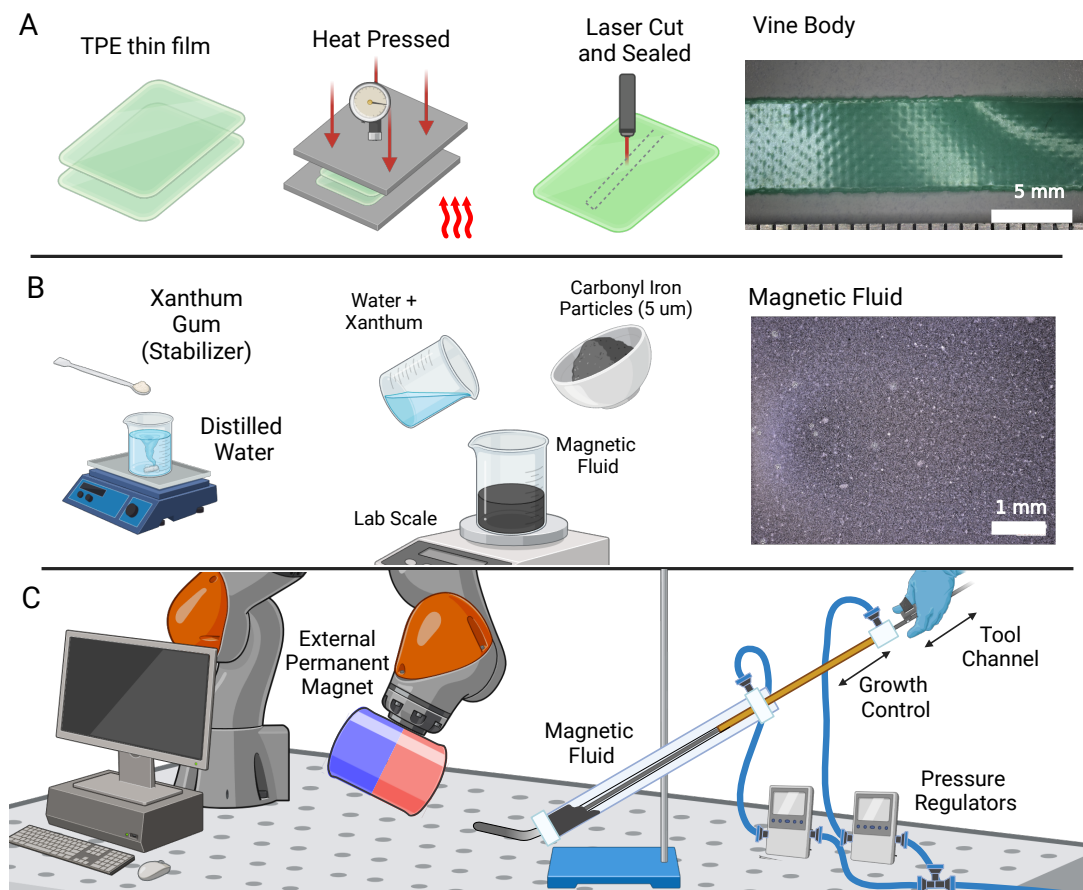 A
TPE thin film
Heat Pressed
Laser Cut
and Sealed
Vine Body
5 mm
B
Xanthum
Gum
(Stabilizer)
Distilled
Water
Water +
Xanthum
Carbonyl Iron
Particles (5 um)
Magnetic
Fluid
Lab Scale
Magnetic Fluid
1 mm
C
External
Permanent
Magnet
Magnetic
Fluid
Tool
Channel
Growth
Control
Pressure
Regulators